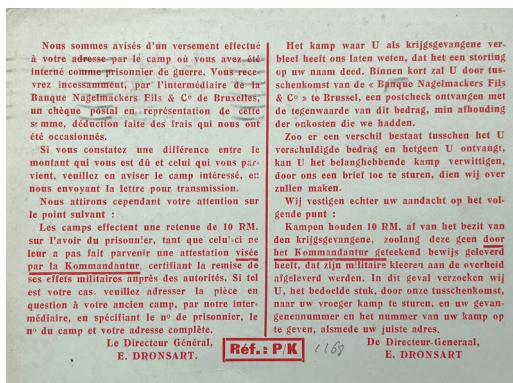 Nous sommes avisés d'un versement effectué
à votre adresse par le camp où vous avez été
interné comme prisonnier de guerre. Vous rece-
vrez incessamment, par l'intermédiaire de la
Banque Nagelmackers Fils & Cº de Bruxelles,
un chèque postal en représentation de cette
somme, déduction faite des frais qui nous ont
été occasionnés.
Si vous constatez une différence entre le
montant qui vous est dû et celui qui vous par-
vient, veuillez en aviser le camp intéressé, en
nous envoyant la lettre pour transmission.
Nous attirons cependant votre attention sur
le point suivant :
Les camps effectuent une retenue de 10 RM.
sur l'avoir du prisonnier, tant que celui-ci ne
leur a pas fait parvenir une attestation visée
par la Kommandantur, certifiant la remise de
ses effets militaires auprès des autorités. Si tel
est votre cas. veuillez adresser la pièce en
question à votre ancien camp, par notre inter-
médiaire, en spécifiant le nº de prisonnier, le
nº du camp et votre adresse complète.
Le Directeur Général,
E. DRONSART.
Het kamp waar U als krijgsgevangene ver-
bleef heeft ons laten weten, dat het een storting
op uw naam deed. Binnen kort zal U door tus-
schenkomst van de « Banque Nagelmackers Fils
& Cº » te Brussel, een postcheck ontvangen met
de tegenwaarde van dit bedrag, min afhouding
der onkosten die we hadden.
Zoo er een verschil bestaat tusschen het U
verschuldigde bedrag en hetgeen U ontvangt,
kan U het belanghebbende kamp verwittigen,
door ons een brief toe te sturen, dien wij over
zullen maken.
Wij vestigen echter uw aandacht op het vol-
gende punt :
Kampen houden 10 RM. af van het bezit van
den krijgsgevangene, zoolang deze geen door
het Kommandantur geteekend bewijs geleverd
heeft, dat zijn militaire kleeren aan de overheid
afgeleverd werden. In dit geval verzoeken wij
U, het bedoelde stuk, door onze tusschenkomst,
naar uw vroeger kamp te sturen, en uw gevan-
genennummer en het nummer van uw kamp op
te geven, alsmede uw juiste adres.
De Directeur-Generaal,
E. DRONSART
Réf.: P/K 1168